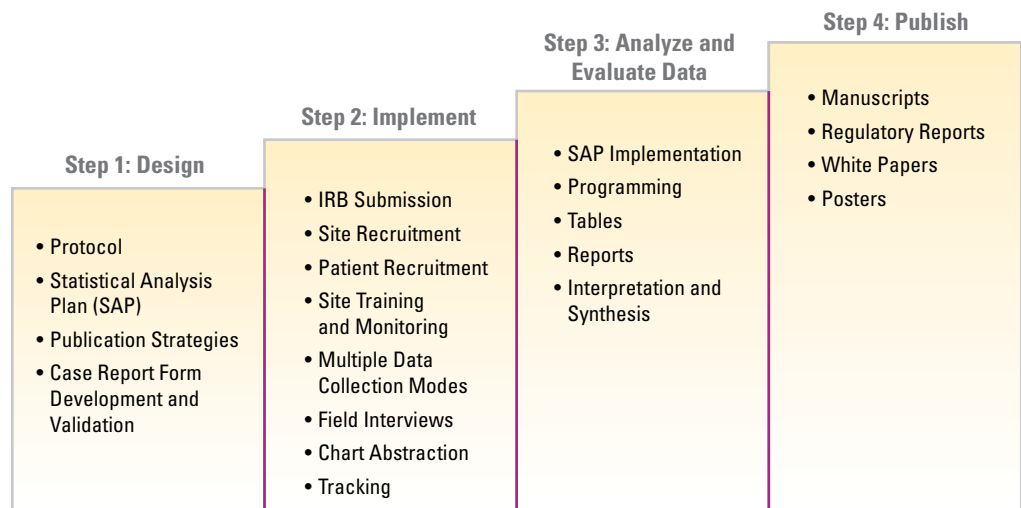 Step 1: Design
• Protocol
• Statistical Analysis
Plan (SAP)
• Publication Strategies
• Case Report Form
Development and
Validation
Step 2: Implement
• IRB Submission
• Site Recruitment
• Patient Recruitment
• Site Training
and Monitoring
• Multiple Data
Collection Modes
• Field Interviews
• Chart Abstraction
• Tracking
Step 3: Analyze and
Evaluate Data
• SAP Implementation
• Programming
• Tables
• Reports
• Interpretation and
Synthesis
Step 4: Publish
• Manuscripts
• Regulatory Reports
• White Papers
• Posters